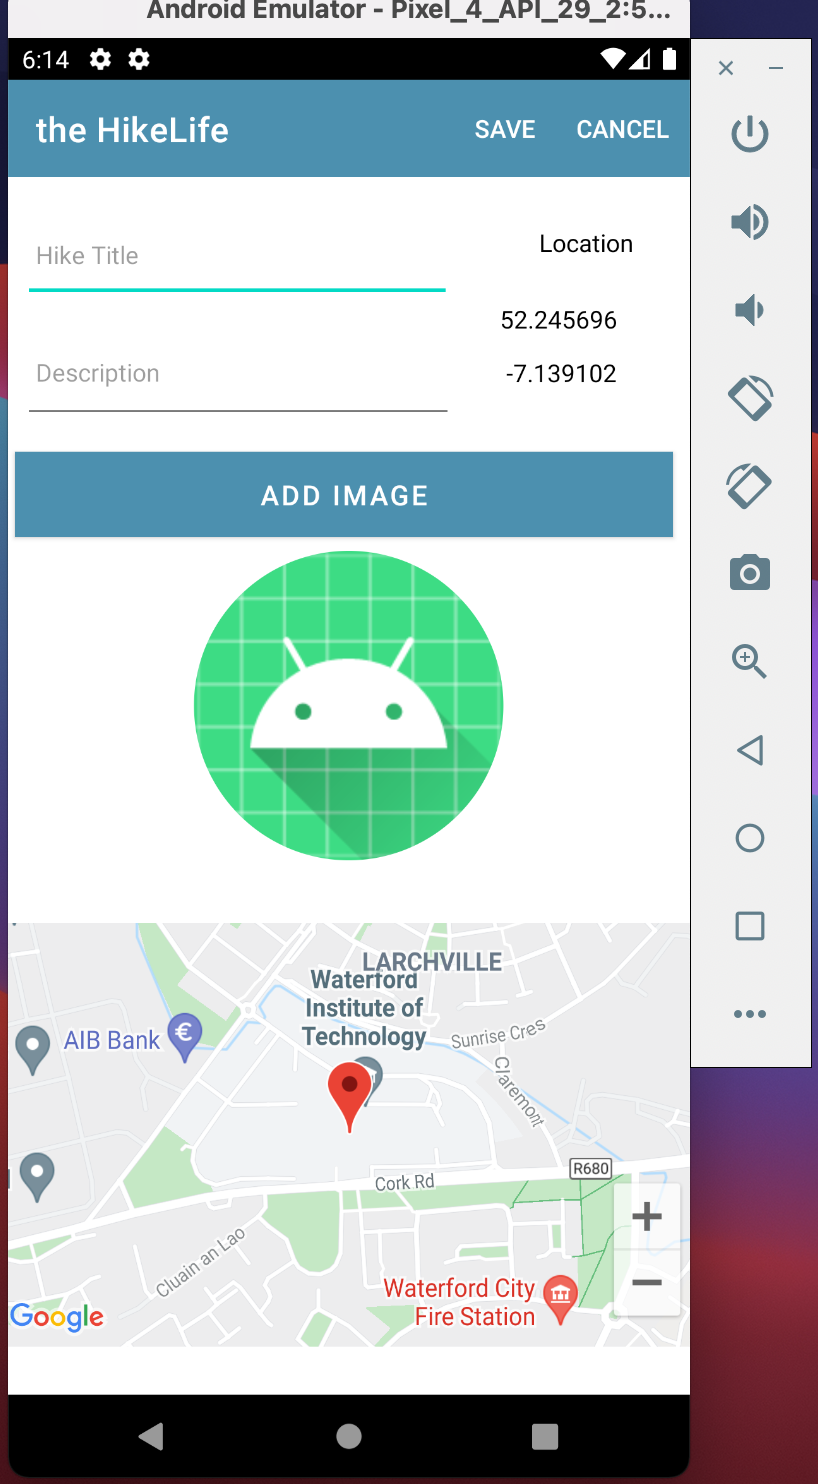 Android Emulator - Pixel_4_API_29_2:5...
6:14
the HikeLife
SAVE
CANCEL
Hike Title
Location
52.245696
Description
-7.139102
ADD IMAGE
LARCHVILLE
Waterford
Institute of
Technology
AIB Bank
€
Sunrise Cres
Claremont
R680
Cork Rd
Cluain an Lao
Waterford City
Fire Station
Google